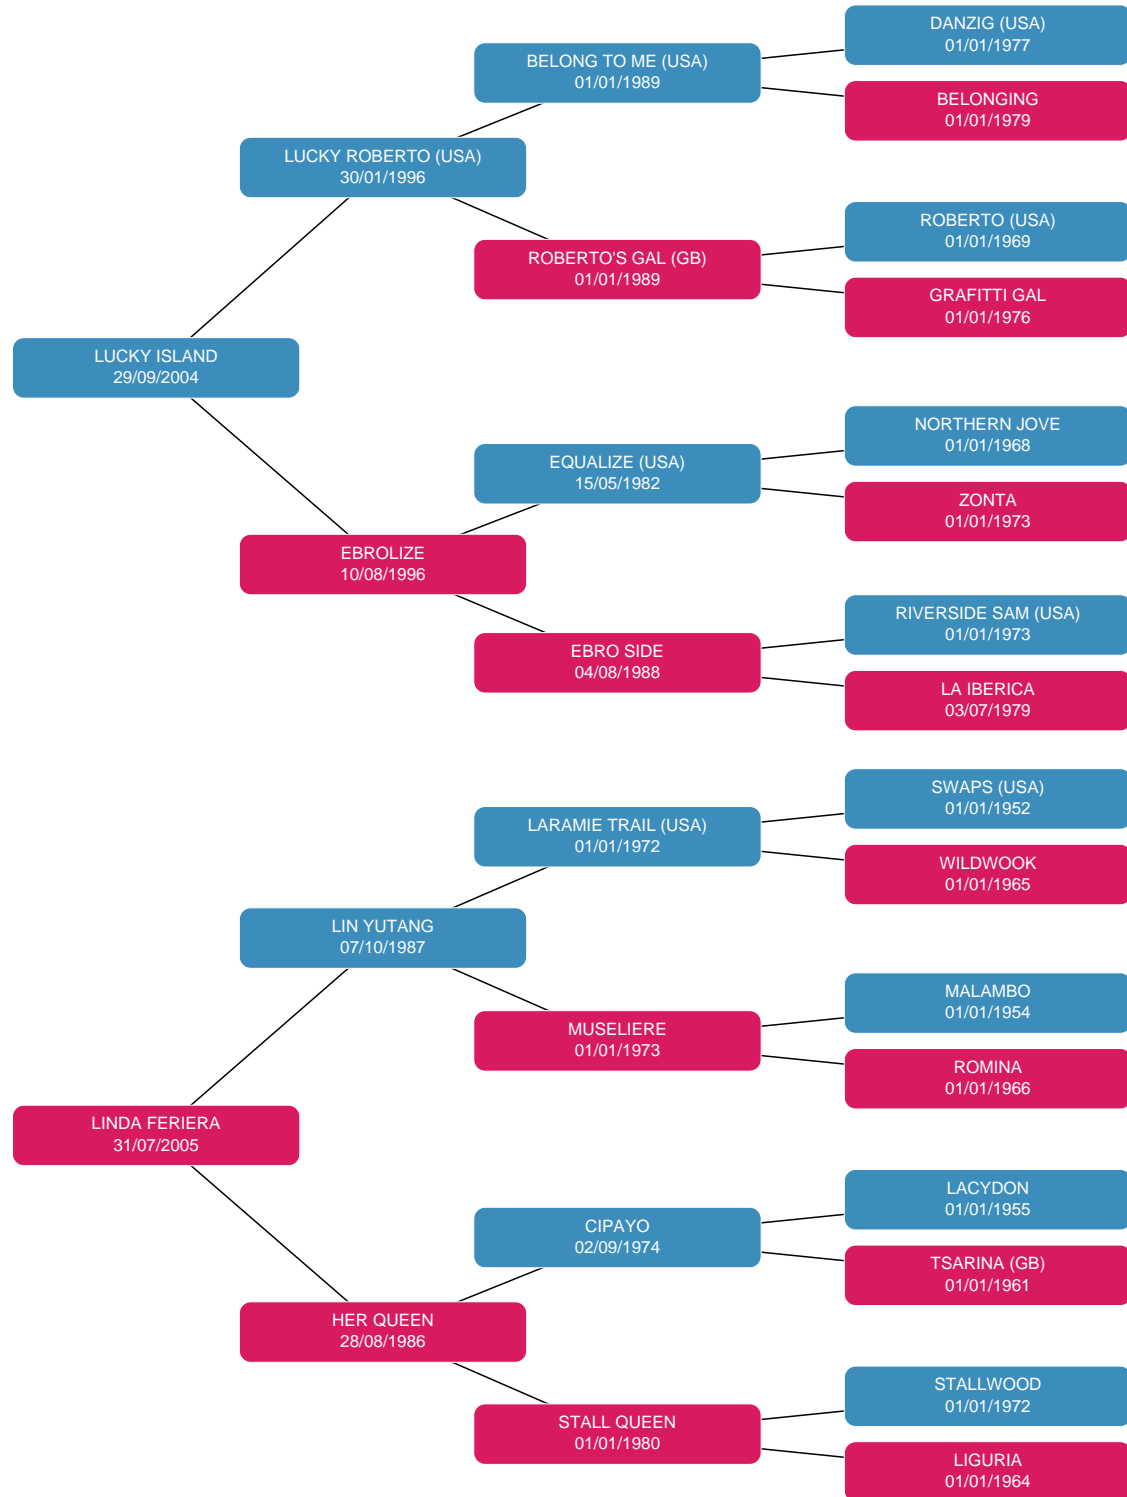 DANZIG (USA)
01/01/1977
BELONG TO ME (USA)
01/01/1989
BELONGING
01/01/1979
LUCKY ROBERTO (USA)
30/01/1996
ROBERTO (USA)
01/01/1969
ROBERTO'S GAL (GB)
01/01/1989
GRAFITTI GAL
01/01/1976
LUCKY ISLAND
29/09/2004
NORTHERN JOVE
01/01/1968
EQUALIZE (USA)
15/05/1982
ZONTA
01/01/1973
EBROLIZE
10/08/1996
RIVERSIDE SAM (USA)
01/01/1973
EBRO SIDE
04/08/1988
LA IBERICA
03/07/1979
SWAPS (USA)
01/01/1952
LARAMIE TRAIL (USA)
01/01/1972
WILDWOOK
01/01/1965
LIN YUTANG
07/10/1987
MALAMBO
01/01/1954
MUSELIERE
01/01/1973
ROMINA
01/01/1966
LINDA FERIERA
31/07/2005
LACYDON
01/01/1955
CIPAYO
02/09/1974
TSARINA (GB)
01/01/1961
HER QUEEN
28/08/1986
STALLWOOD
01/01/1972
STALL QUEEN
01/01/1980
LIGURIA
01/01/1964